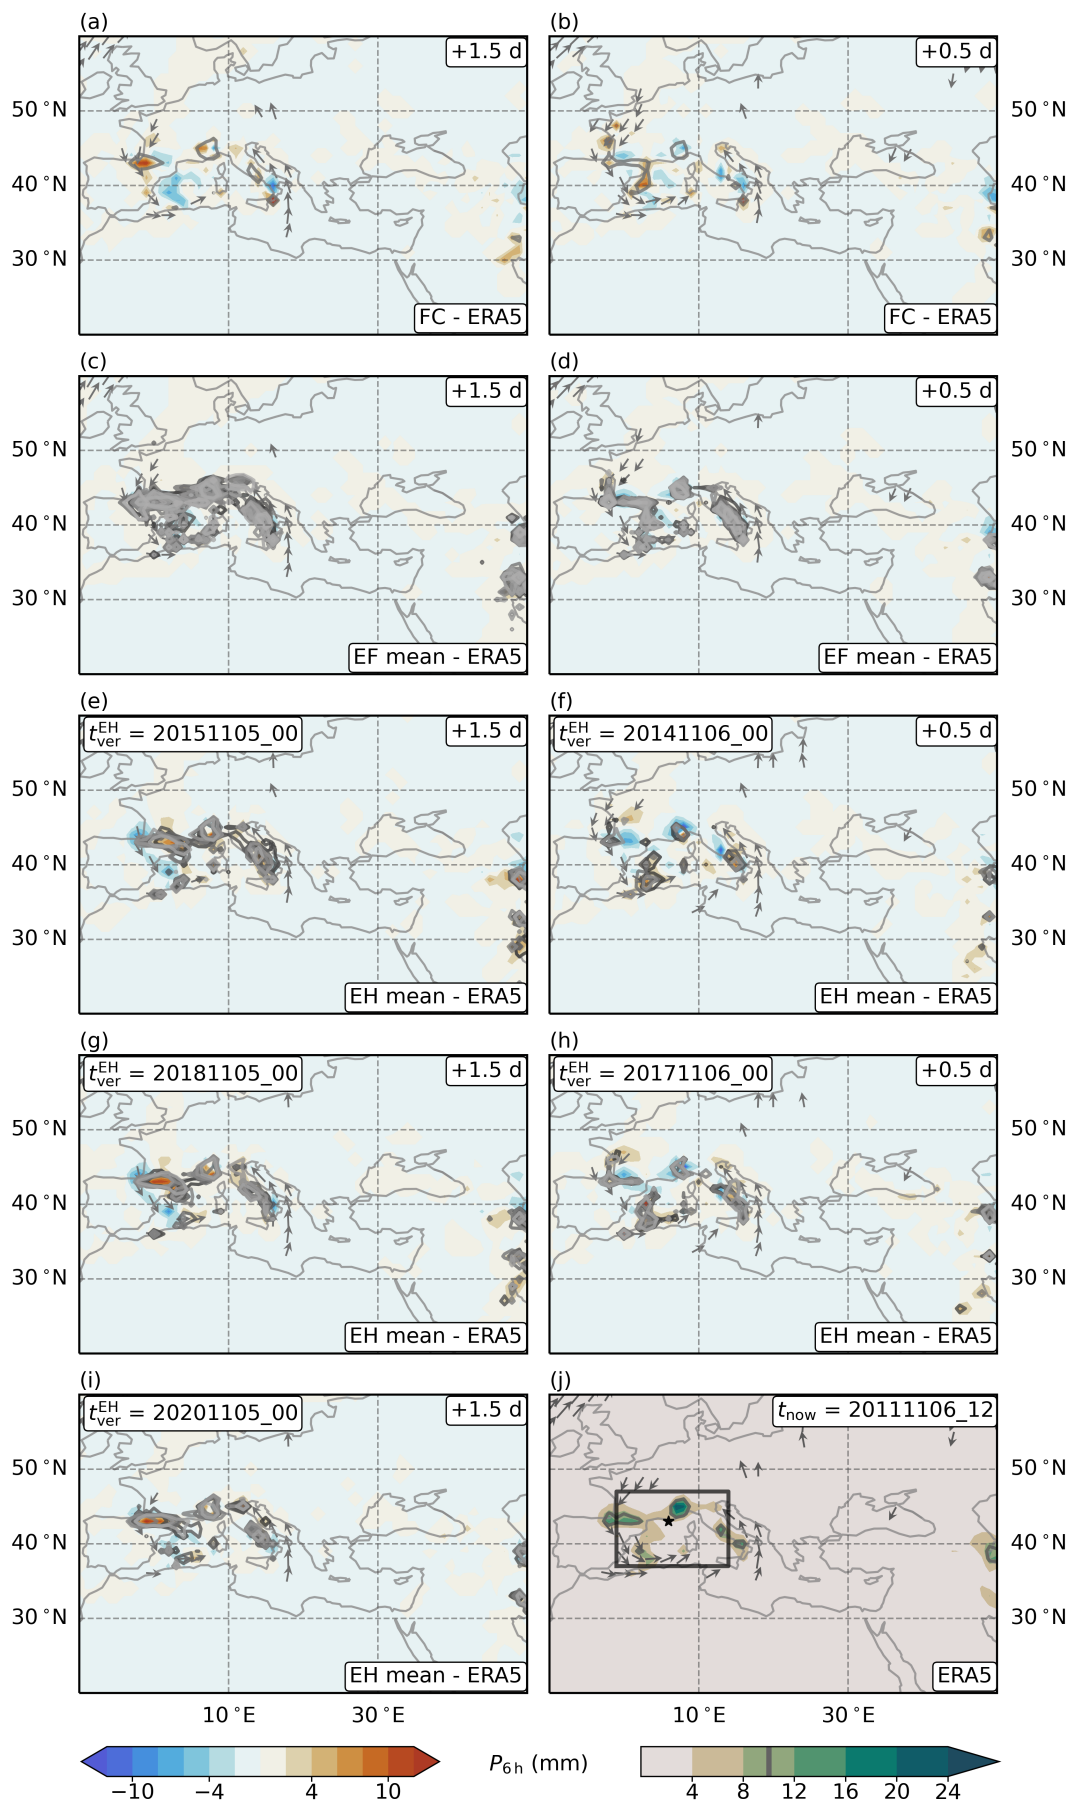 (a) (b)
+1.5 d +0.5 d
50°N 50°N
40°N 40°N
30°N 30°N
FC - ERA5 FC - ERA5
(c) (d)
+1.5 d +0.5 d
50°N 50°N
40°N 40°N
30°N 30°N
EF mean - ERA5 EF mean - ERA5
(e) (f)
t_ver^EH = 20151105_00 +1.5 d t_ver^EH = 20141106_00 +0.5 d
50°N 50°N
40°N 40°N
30°N 30°N
EH mean - ERA5 EH mean - ERA5
(g) (h)
t_ver^EH = 20181105_00 +1.5 d t_ver^EH = 20171106_00 +0.5 d
50°N 50°N
40°N 40°N
30°N 30°N
EH mean - ERA5 EH mean - ERA5
(i) (j)
t_ver^EH = 20201105_00 +1.5 d t_now = 20111106_12
50°N 50°N
40°N 40°N
30°N 30°N
EH mean - ERA5 ERA5
10°E 30°E 10°E 30°E
P_6h (mm)
−10 −4 4 10 4 8 12 16 20 24